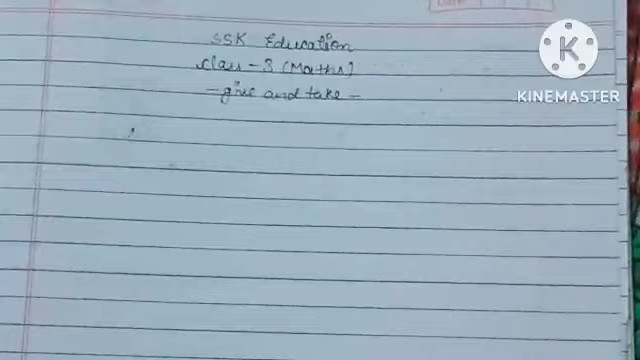 SSK Education
Class - 3 (Maths)
- give and take -
K
KINEMASTER